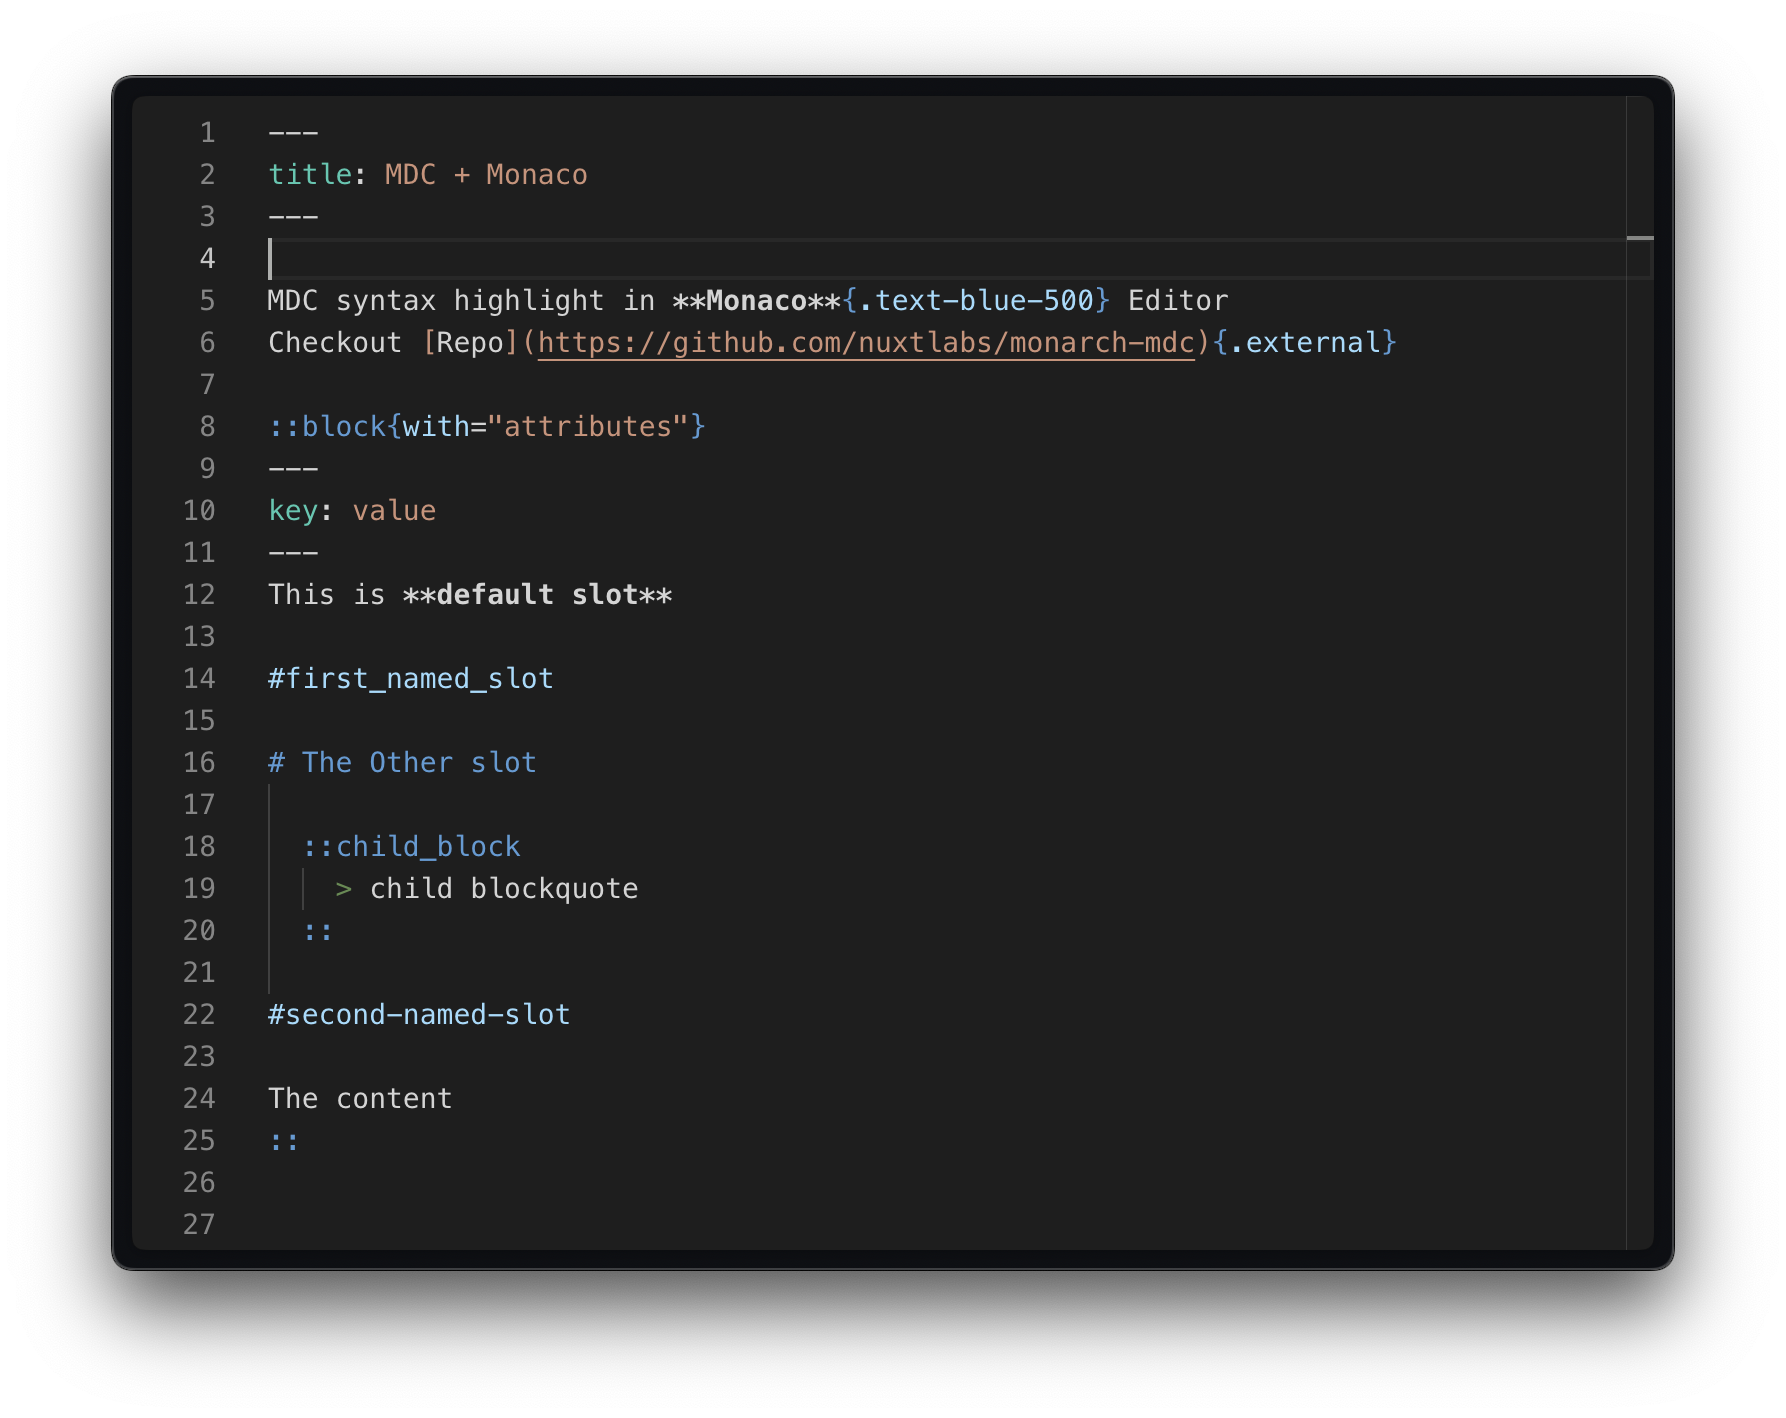 1 ---
2 title: MDC + Monaco
3 ---
4
5 MDC syntax highlight in **Monaco**{.text-blue-500} Editor
6 Checkout [Repo](https://github.com/nuxtlabs/monarch-mdc){.external}
7
8 ::block{with="attributes"}
9 ---
10 key: value
11 ---
12 This is **default slot**
13
14 #first_named_slot
15
16 # The Other slot
17
18   ::child_block
19     > child blockquote
20   ::
21
22 #second-named-slot
23
24 The content
25 ::
26
27